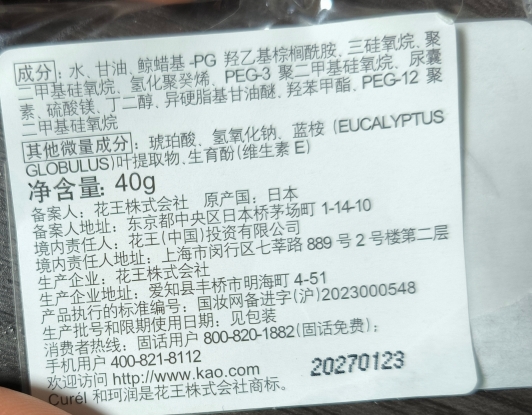 成分：水、甘油、鲸蜡基-PG 羟乙基棕榈酰胺、三硅氧烷、聚
二甲基硅氧烷、氢化聚癸烯、PEG-3 聚二甲基硅氧烷、尿囊
素、硫酸镁、丁二醇、异硬脂基甘油醚、羟苯甲酯、PEG-12 聚
二甲基硅氧烷
其他微量成分：琥珀酸、氢氧化钠、蓝桉（EUCALYPTUS
GLOBULUS)叶提取物、生育酚(维生素E)
净含量: 40g
备案人：花王株式会社 原产国：日本
备案人地址：东京都中央区日本桥茅场町 1-14-10
境内责任人：花王(中国)投资有限公司
境内责任人地址：上海市闵行区七莘路 889 号 2 号楼第二层
生产企业：花王株式会社
生产企业地址：爱知县丰桥市明海町 4-51
产品执行的标准编号：国妆网备进字(沪)2023000548
生产批号和限期使用日期：见包装
消费者热线：固话用户 800-820-1882(固话免费)；
手机用户 400-821-8112
欢迎访问 http://www.kao.com
20270123
Curél 和珂润是花王株式会社商标。